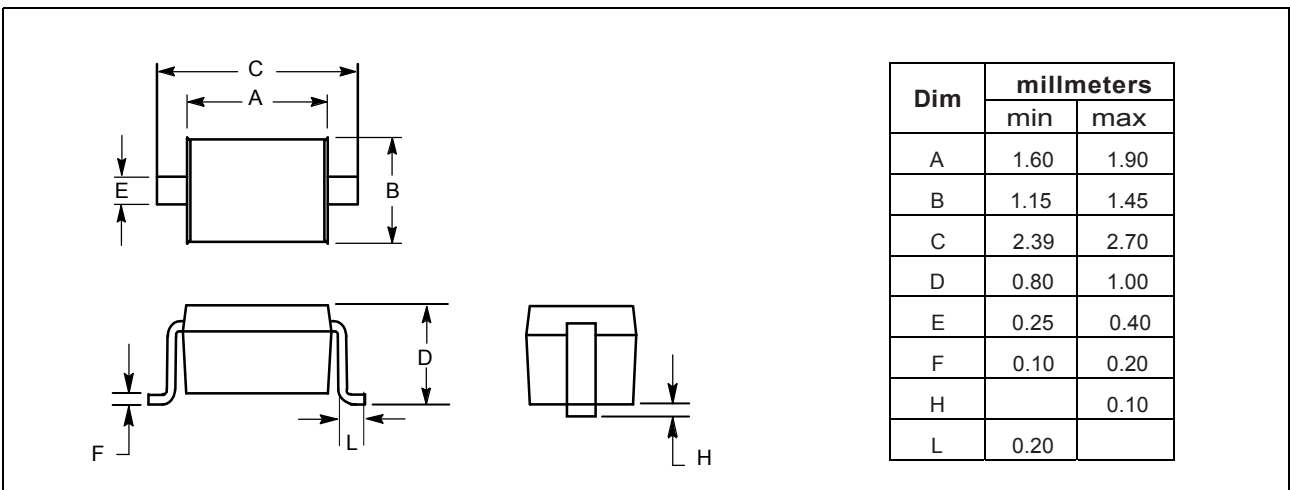 C
A
E
B
D
F
L
H
Dim millmeters
min max
A 1.60 1.90
B 1.15 1.45
C 2.39 2.70
D 0.80 1.00
E 0.25 0.40
F 0.10 0.20
H 0.10
L 0.20